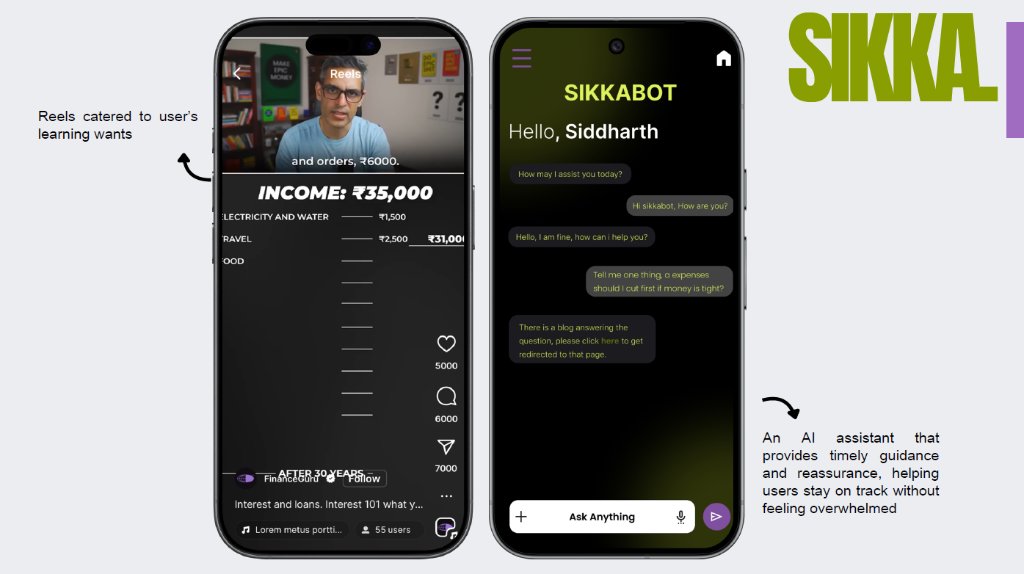 SIKKA.
Reels catered to user's
learning wants
MAKE
EPIC
MONEY
Reels
and orders, ₹6000.
INCOME: ₹35,000
LECTRICITY AND WATER ₹1,500
RAVEL ₹2,500 ₹31,00
OOD
5000
6000
7000
AFTER 30 YEARS
FinanceGuru Follow
Interest and loans. Interest 101 what y...
Lorem metus portti... 55 users
SIKKABOT
Hello, Siddharth
How may I assist you today?
Hi sikkabot, How are you?
Hello, I am fine, how can i help you?
Tell me one thing, o expenses
should I cut first if money is tight?
There is a blog answering the
question, please click here to get
redirected to that page.
Ask Anything
An AI assistant that
provides timely guidance
and reassurance, helping
users stay on track without
feeling overwhelmed